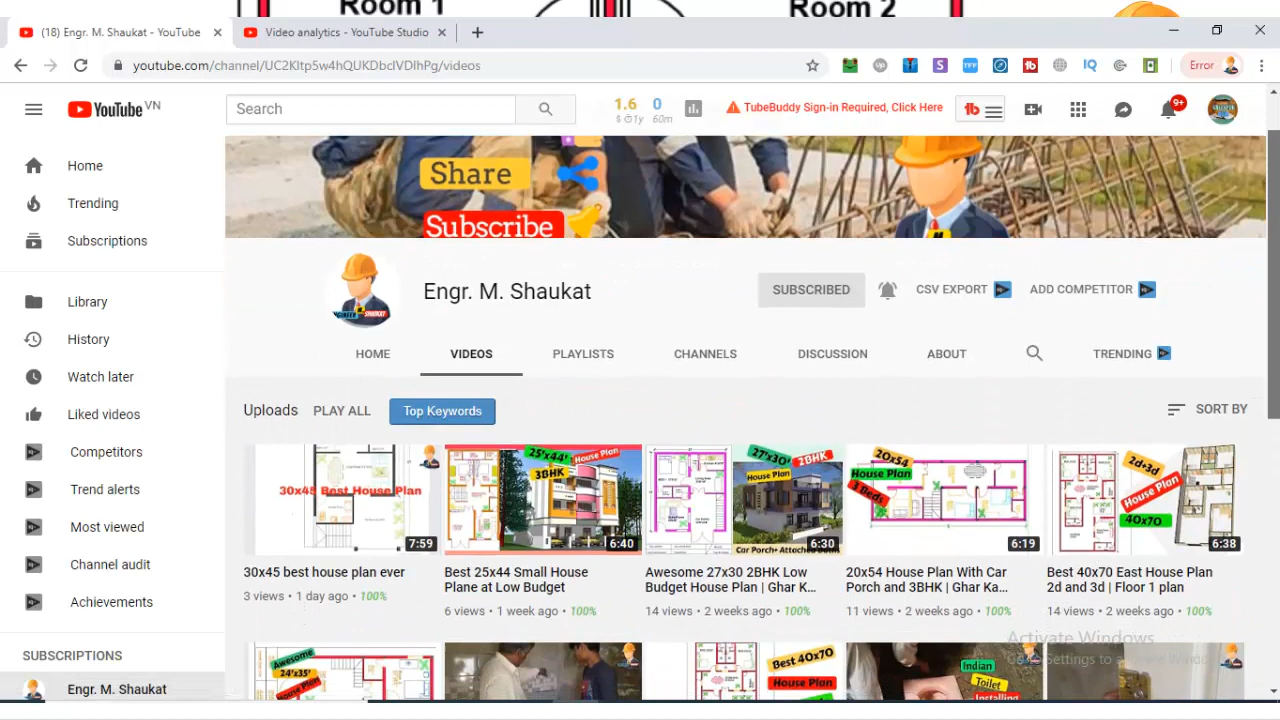 Room 1
Room 2
(18) Engr. M. Shaukat - YouTube
Video analytics - YouTube Studio
youtube.com/channel/UC2KItp5w4hQUKDbcIVDIhPg/videos
Error
YouTube VN
Search
1.6
0
60m
TubeBuddy Sign-in Required, Click Here
9+
Home
Trending
Subscriptions
Library
History
Watch later
Liked videos
Competitors
Trend alerts
Most viewed
Channel audit
Achievements
SUBSCRIPTIONS
Engr. M. Shaukat
Share
Subscribe
Engr. M. Shaukat
SUBSCRIBED
CSV EXPORT
ADD COMPETITOR
HOME
VIDEOS
PLAYLISTS
CHANNELS
DISCUSSION
ABOUT
TRENDING
Uploads
PLAY ALL
Top Keywords
SORT BY
30x45 Best House Plan
7:59
30x45 best house plan ever
3 views • 1 day ago • 100%
25'x44'
House Plan
3BHK
6:40
Best 25x44 Small House
Plane at Low Budget
6 views • 1 week ago • 100%
27'x30'
2BHK
House Plan
Car Porch+ Attached
6:30
Awesome 27x30 2BHK Low
Budget House Plan | Ghar K...
14 views • 2 weeks ago • 100%
20x54
House Plan
3 Beds
6:19
20x54 House Plan With Car
Porch and 3BHK | Ghar Ka...
11 views • 2 weeks ago • 100%
2d+3d
House Plan
40x70
6:38
Best 40x70 East House Plan
2d and 3d | Floor 1 plan
14 views • 2 weeks ago • 100%
Awesome
24'x35'
House Plan
Best 40x70
House Plan
Indian
Toilet
Installing
Activate Windows
Go to Settings to activate Windows